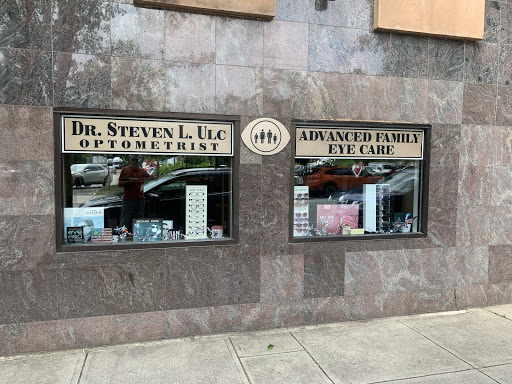 DR. STEVEN L. ULC
OPTOMETRIST
ADVANCED FAMILY
EYE CARE